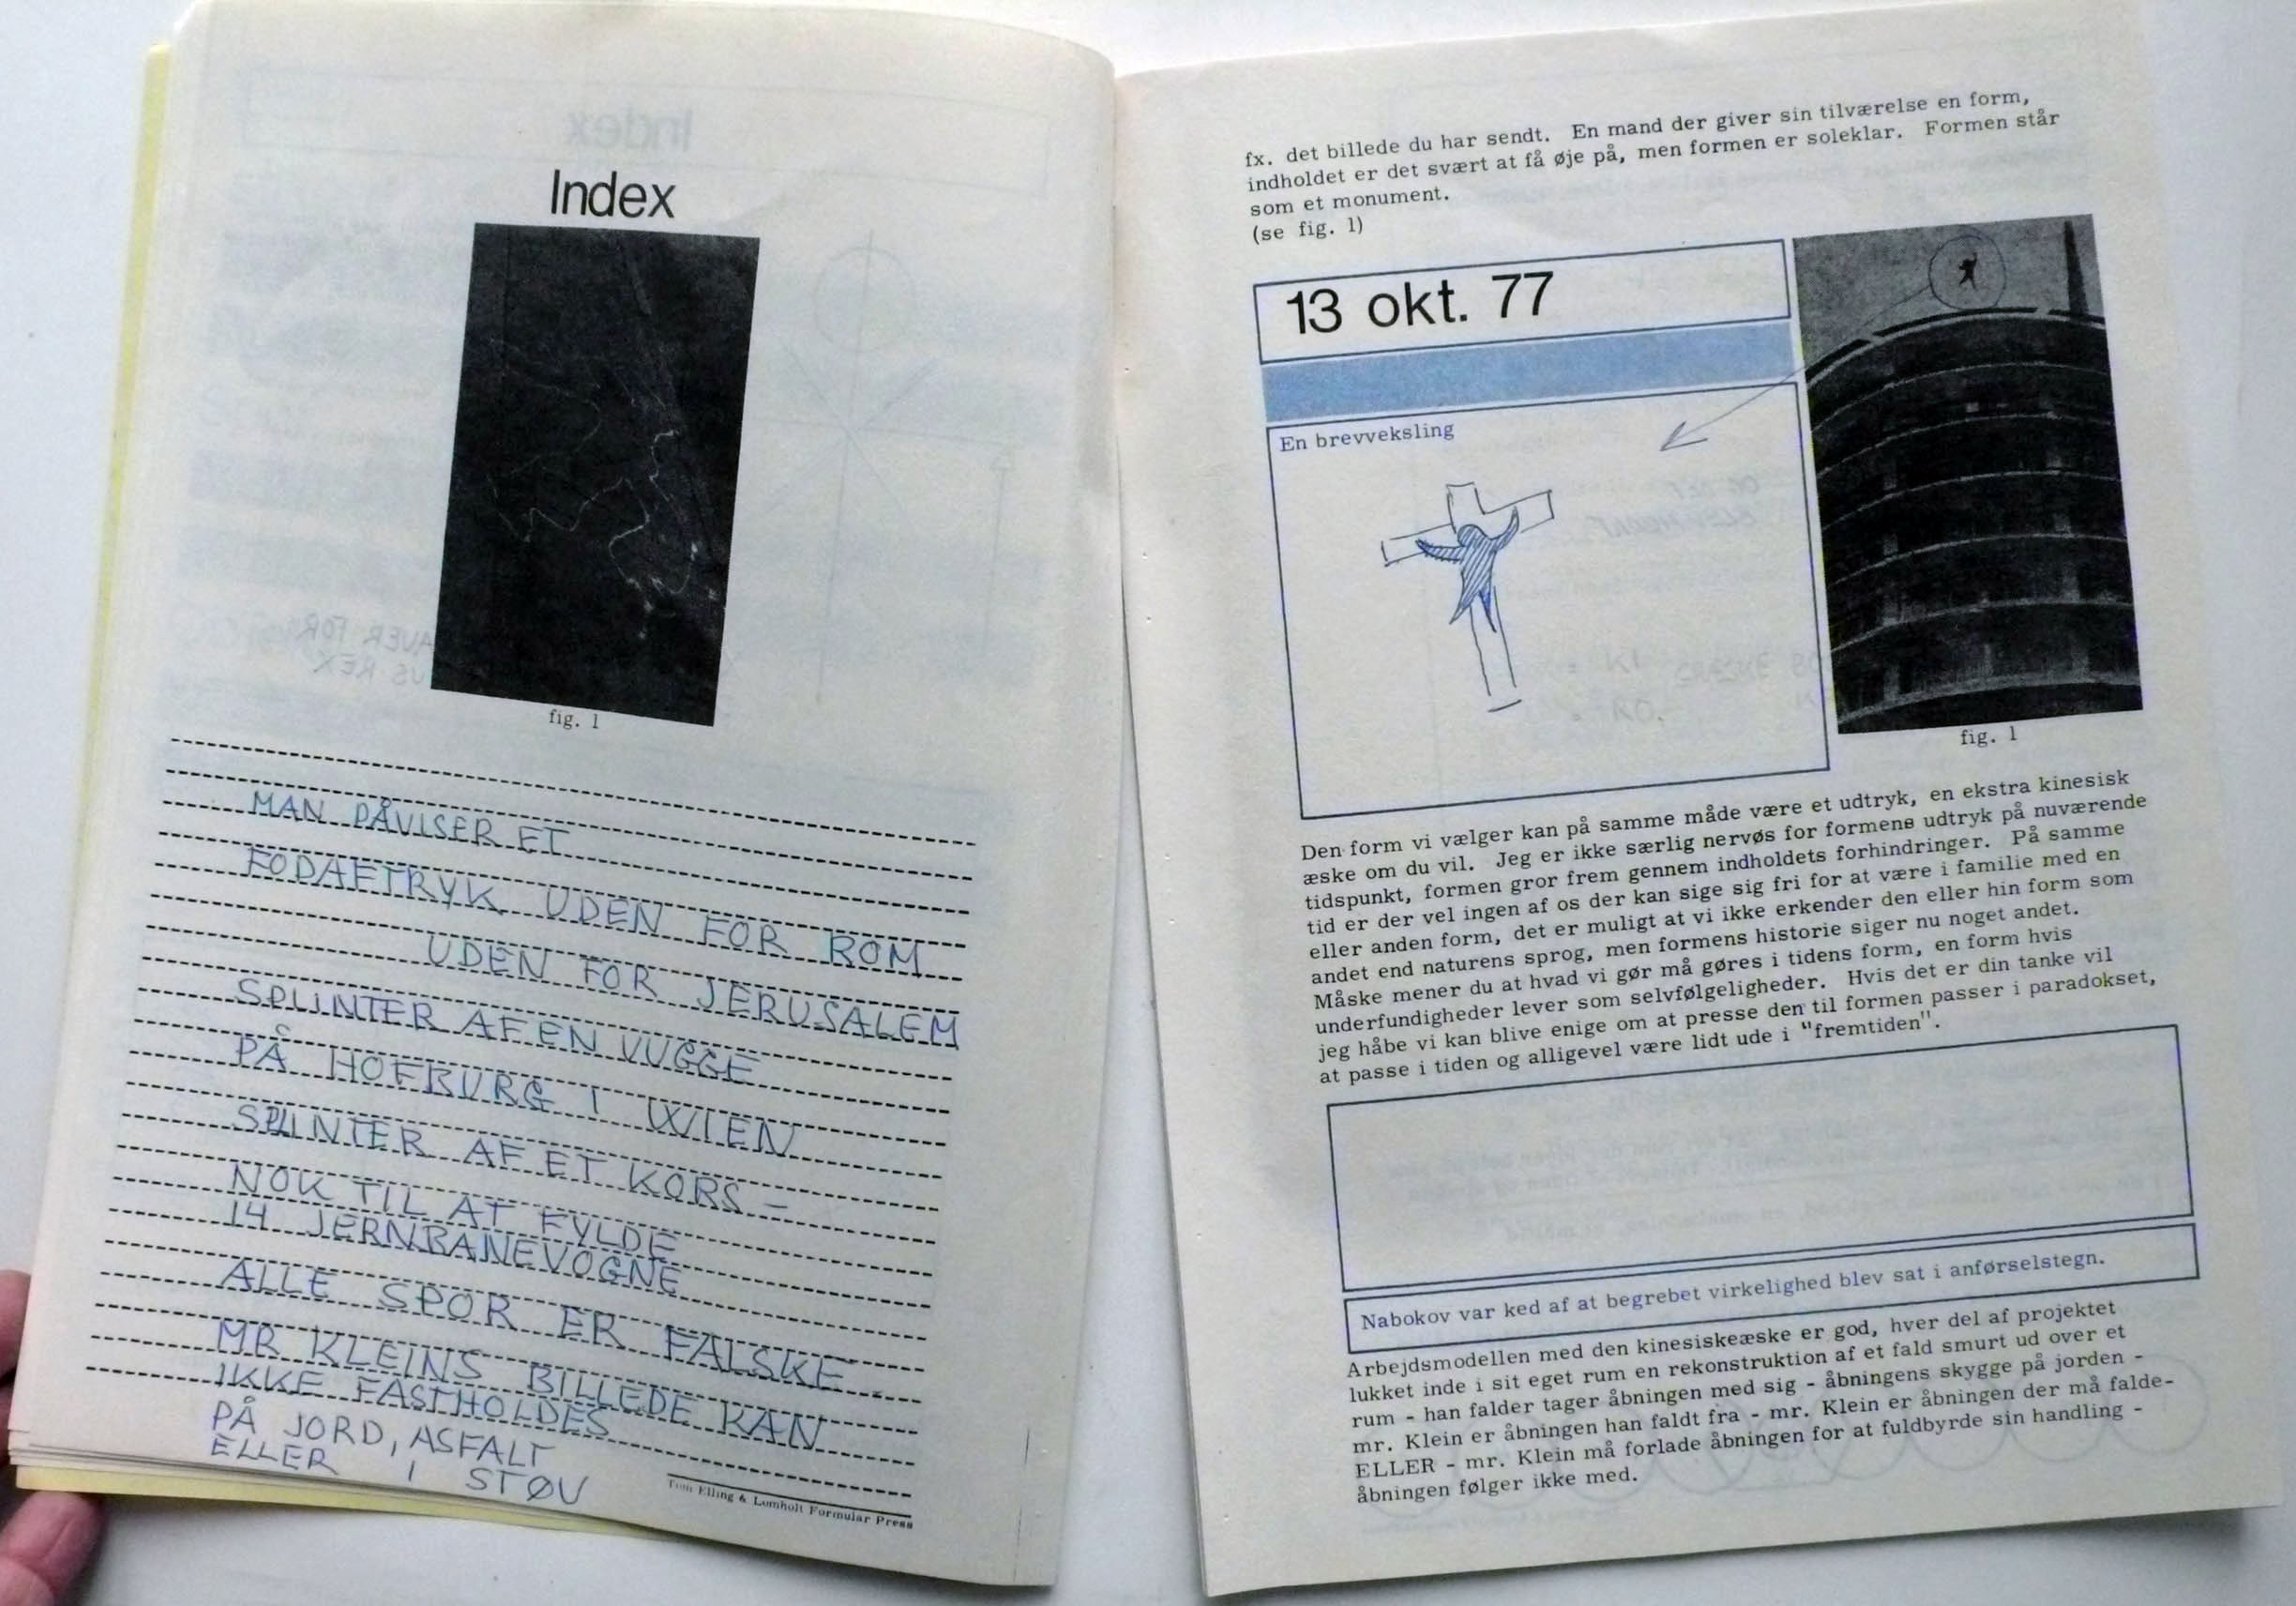 Index
fig. 1
MAN PÅVISER ET
FODAFTRYK UDEN FOR ROM
UDEN FOR JERUSALEM
SPLINTER AF EN VUGGE
PÅ HOFBURG I WIEN
SPLINTER AF ET KORS –
NOK TIL AT FYLDE
14 JERNBANEVOGNE
ALLE SPOR ER FALSKE
MR KLEINS BILLEDE KAN
IKKE FASTHOLDES
PÅ JORD, ASFALT
ELLER I STØV
Tom Elling & Lomholt Formular Press
fx. det billede du har sendt. En mand der giver sin tilværelse en form,
indholdet er det svært at få øje på, men formen er soleklar. Formen står
som et monument.
(se fig. 1)
13 okt. 77
En brevveksling
fig. 1
Den form vi vælger kan på samme måde være et udtryk, en ekstra kinesisk
æske om du vil. Jeg er ikke særlig nervøs for formens udtryk på nuværende
tidspunkt, formen gror frem gennem indholdets forhindringer. På samme
tid er der vel ingen af os der kan sige sig fri for at være i familie med en
eller anden form, det er muligt at vi ikke erkender den eller hin form som
andet end naturens sprog, men formens historie siger nu noget andet.
Måske mener du at hvad vi gør må gøres i tidens form, en form hvis
underfundigheder lever som selvfølgeligheder. Hvis det er din tanke vil
jeg håbe vi kan blive enige om at presse den til formen passer i paradokset,
at passe i tiden og alligevel være lidt ude i "fremtiden".
Nabokov var ked af at begrebet virkelighed blev sat i anførselstegn.
Arbejdsmodellen med den kinesiskeæske er god, hver del af projektet
lukket inde i sit eget rum en rekonstruktion af et fald smurt ud over et
rum - han falder tager åbningen med sig - åbningens skygge på jorden -
mr. Klein er åbningen han faldt fra - mr. Klein er åbningen der må falde-
ELLER - mr. Klein må forlade åbningen for at fuldbyrde sin handling -
åbningen følger ikke med.